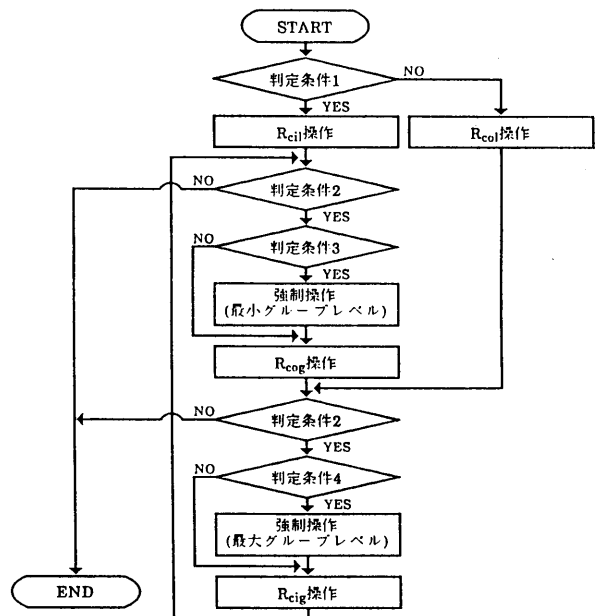 START
判定条件1
NO
YES
Rcil操作
Rcol操作
NO
判定条件2
YES
NO
判定条件3
YES
強制操作
(最小グループレベル)
Rcog操作
NO
判定条件2
YES
NO
判定条件4
YES
強制操作
(最大グループレベル)
END
Rcig操作